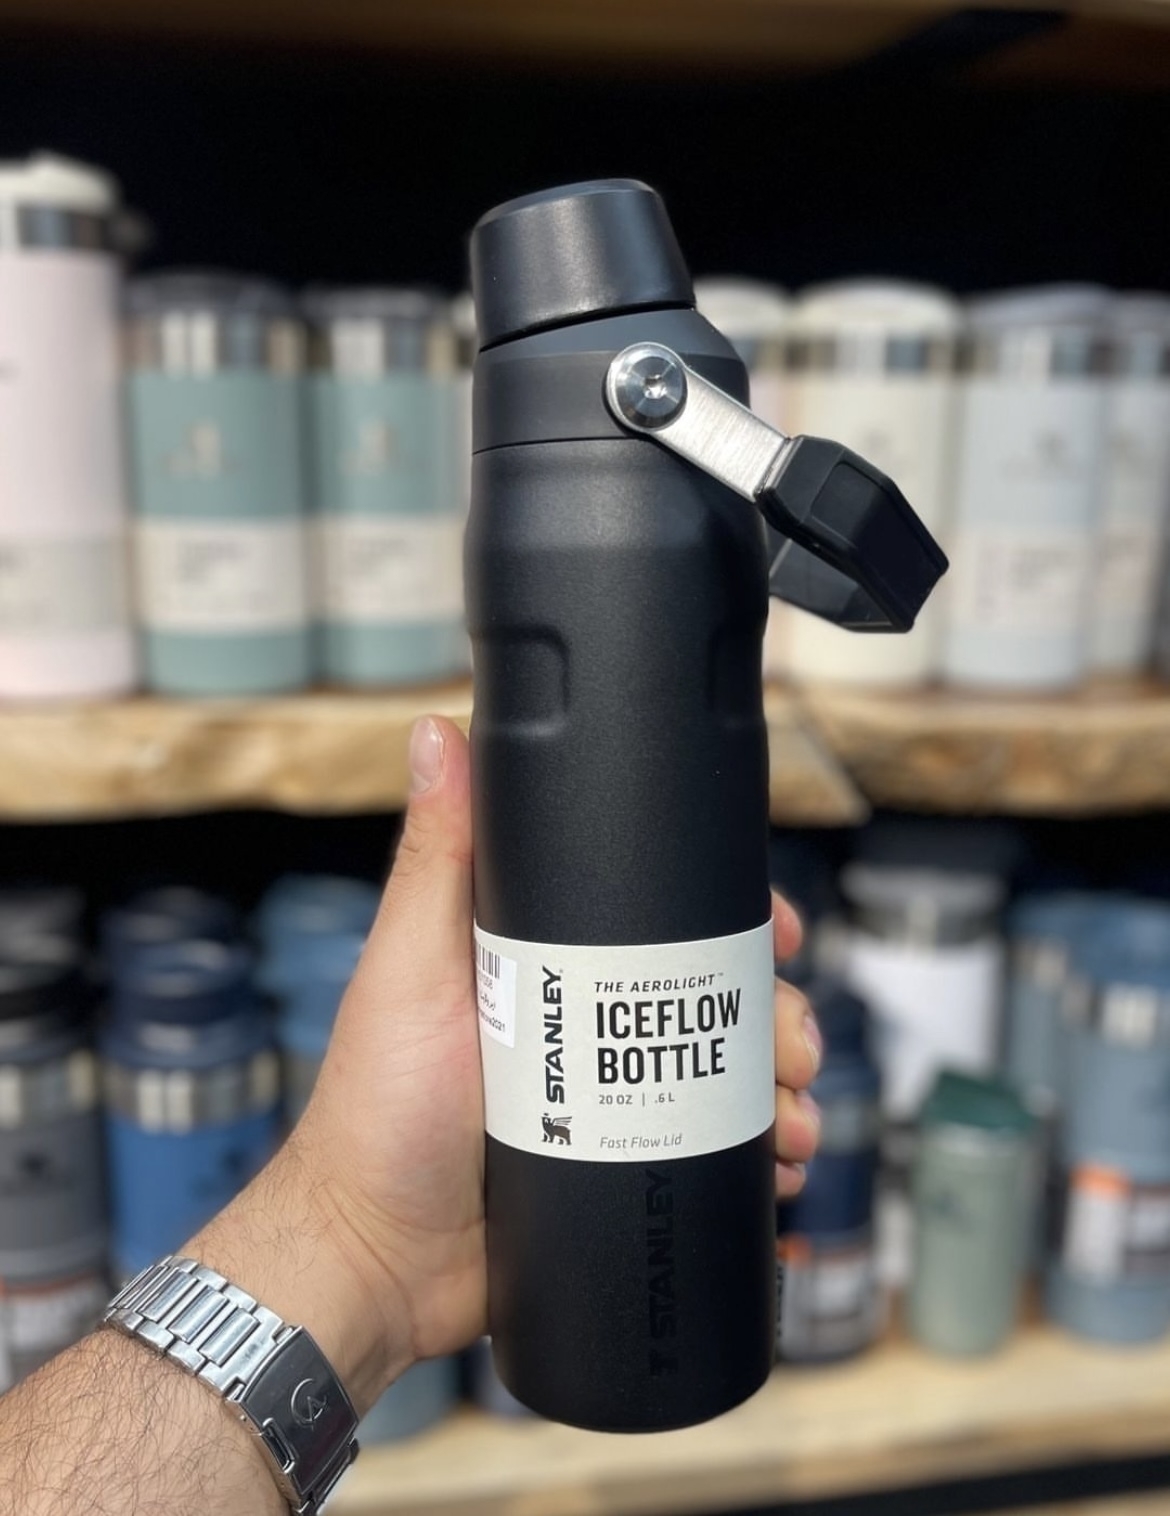 STANLEY
THE AEROLIGHT™
ICEFLOW
BOTTLE
20 OZ | .6 L
Fast Flow Lid
STANLEY